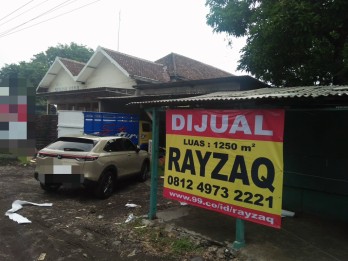 DIJUAL
LUAS : 1250 m²
RAYZAQ
0812 4973 2221
www.99.co/id/rayzaq